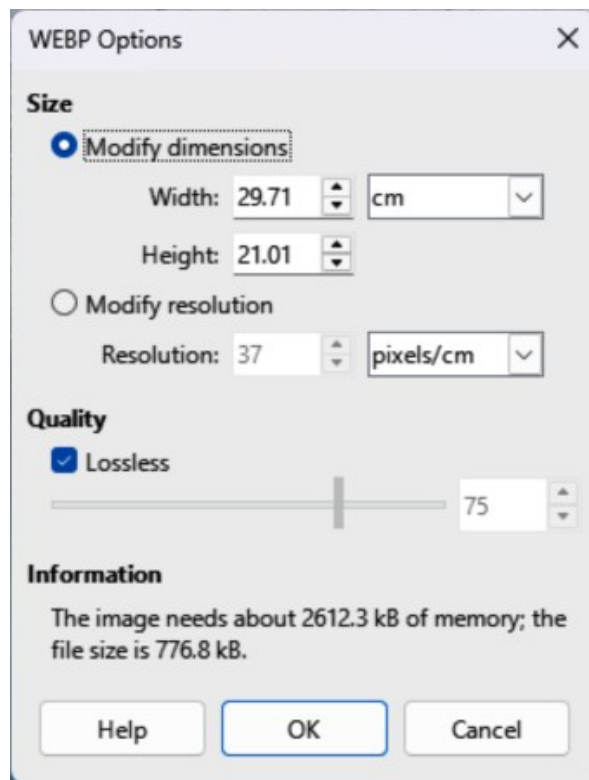 WEBP Options
Size
Modify dimensions
Width: 29.71 cm
Height: 21.01
Modify resolution
Resolution: 37 pixels/cm
Quality
Lossless
75
Information
The image needs about 2612.3 kB of memory; the
file size is 776.8 kB.
Help OK Cancel